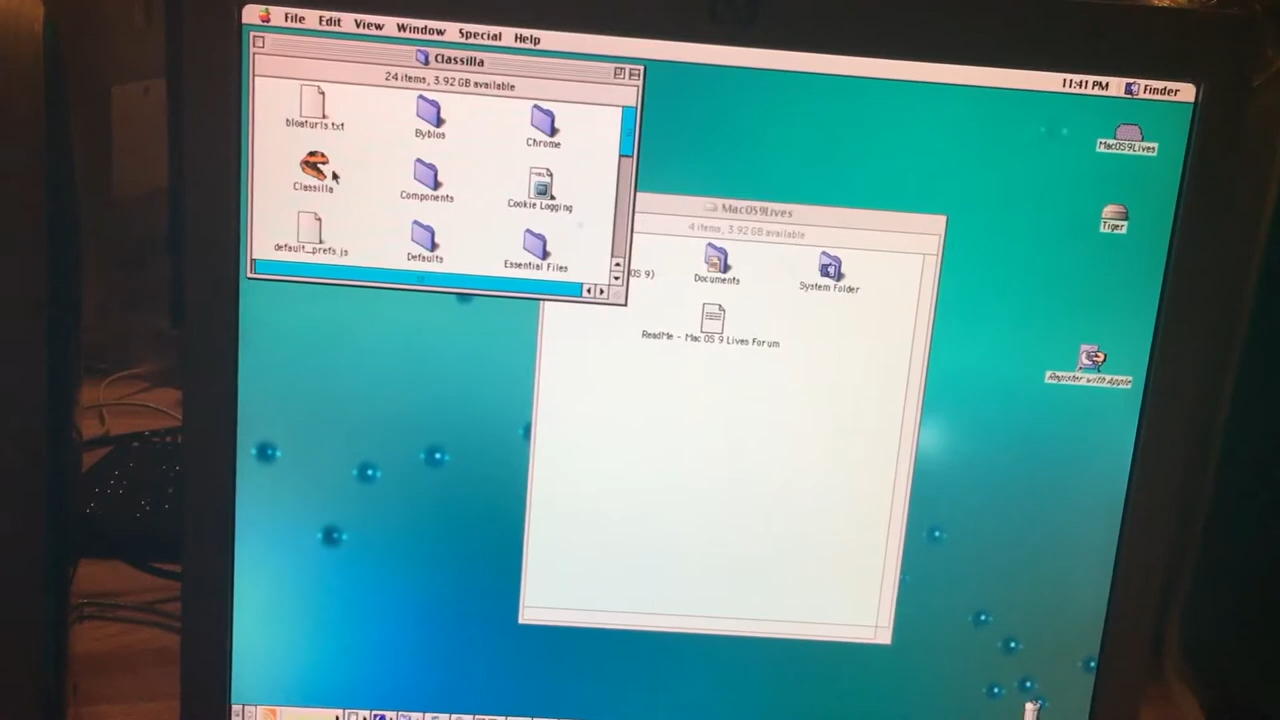 File Edit View Window Special Help
11:41 PM Finder
Classilla
24 items, 3.92 GB available
bloaturls.txt
Byblos
Chrome
Classilla
Components
Cookie Logging
default_prefs.js
Defaults
Essential Files
MacOS9Lives
4 items, 3.92 GB available
OS 9)
Documents
System Folder
ReadMe - Mac OS 9 Lives Forum
MacOS9Lives
Tiger
Register with Apple